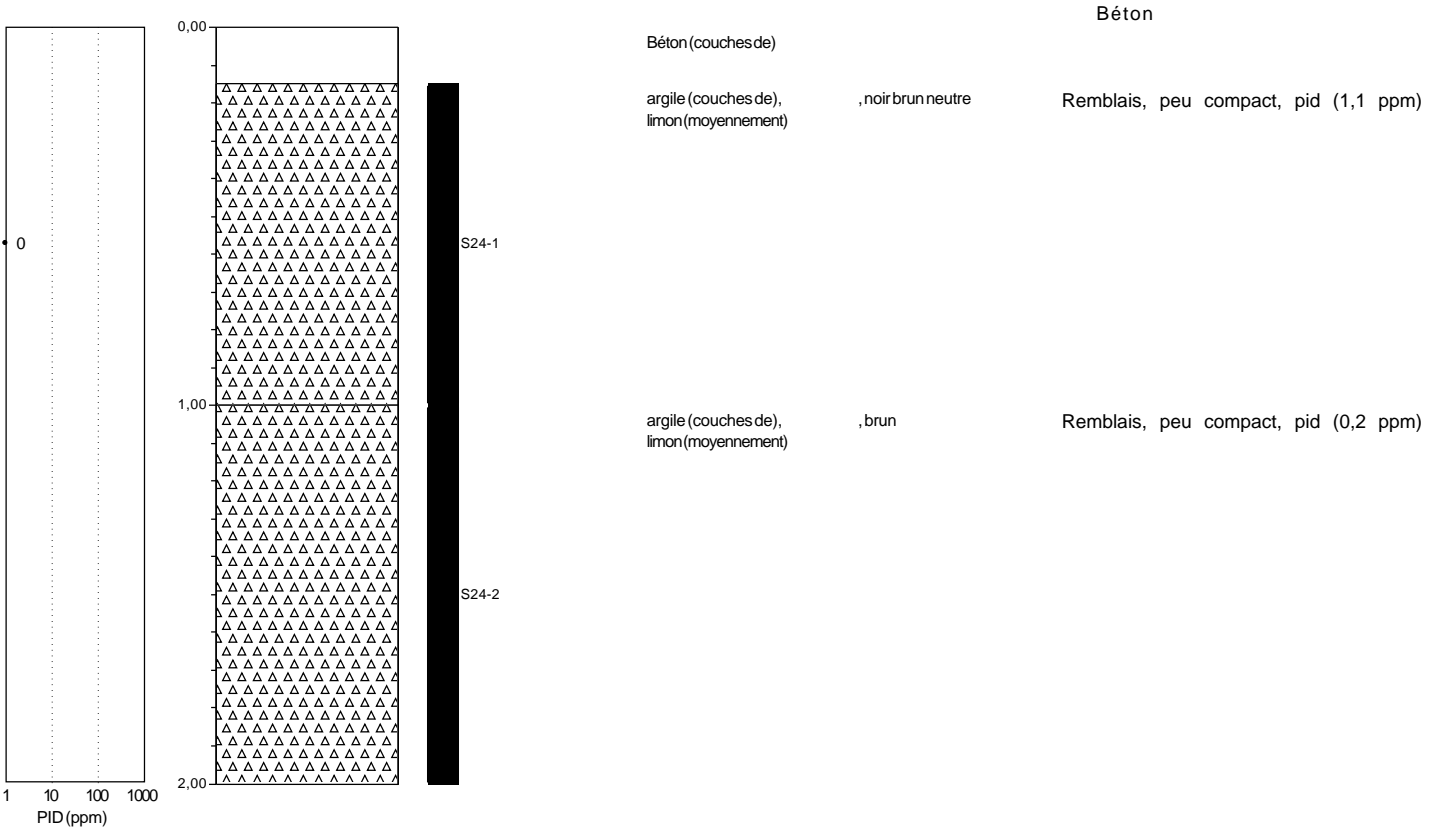 Béton
0,00
Béton (couches de)
argile (couches de), , noir brun neutre Remblais, peu compact, pid (1,1 ppm)
limon (moyennement)
0
S24-1
1,00
argile (couches de), , brun Remblais, peu compact, pid (0,2 ppm)
limon (moyennement)
S24-2
2,00
1 10 100 1000
PID (ppm)